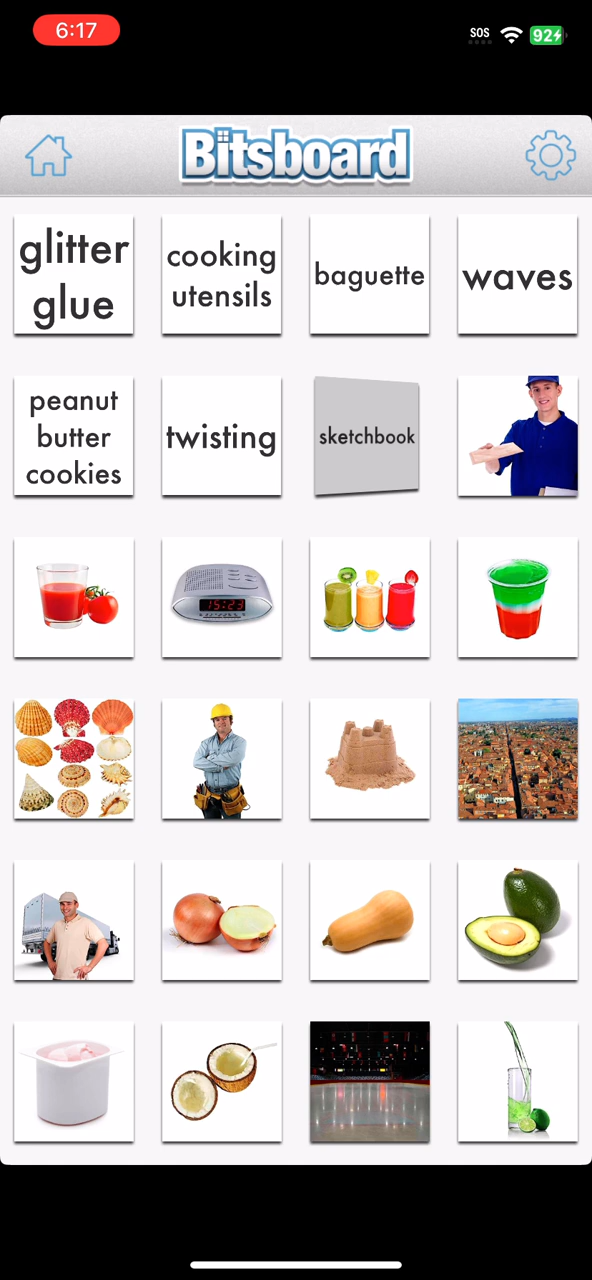 6:17
SOS
92
Bitsboard
glitter
glue
cooking
utensils
baguette
waves
peanut
butter
cookies
twisting
sketchbook
15:23